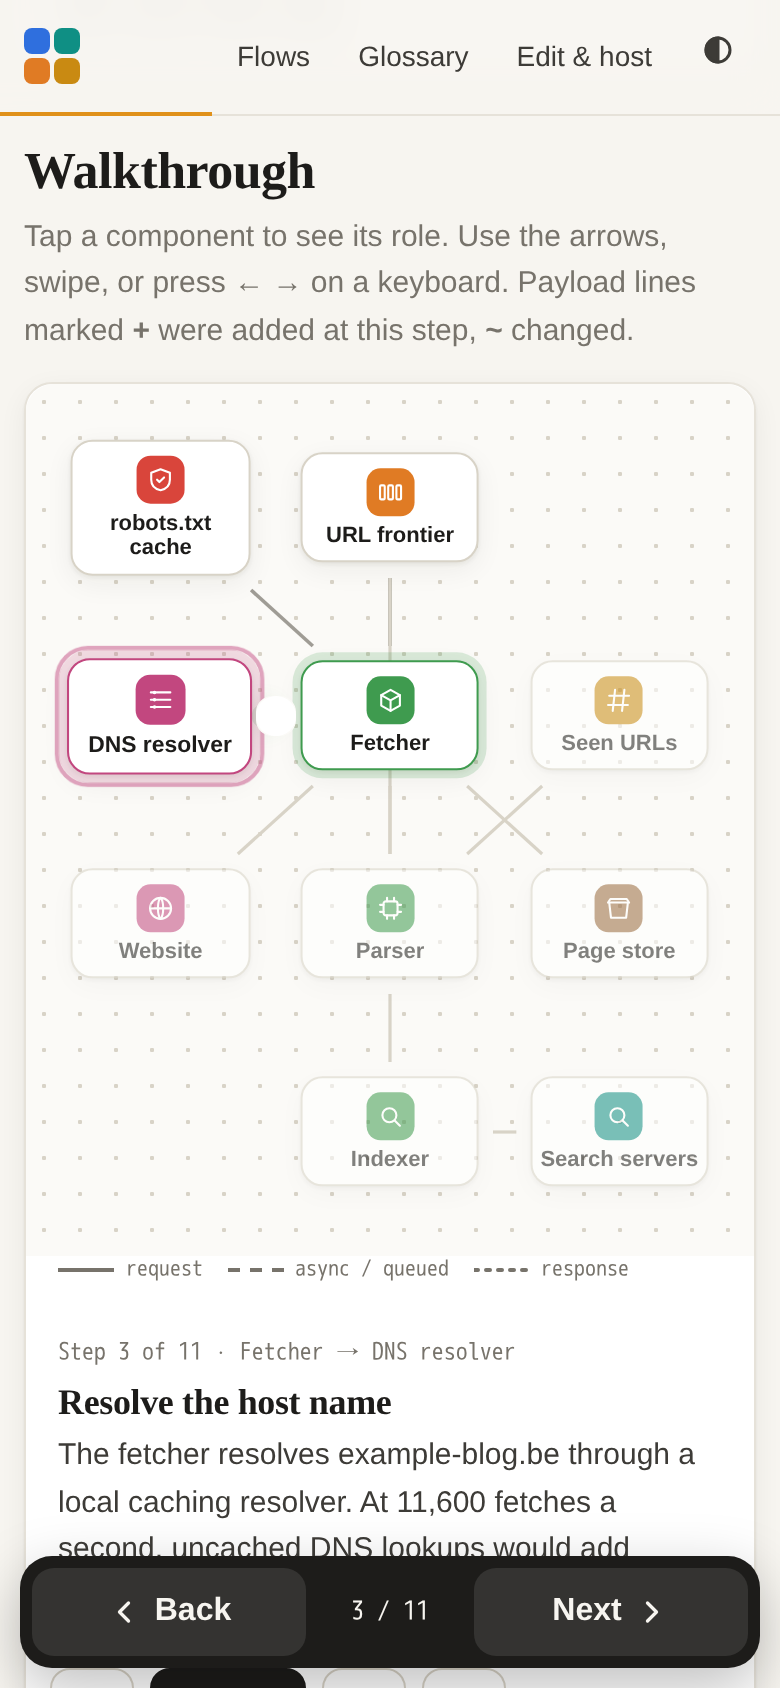 Flows Glossary Edit & host
Walkthrough
Tap a component to see its role. Use the arrows,
swipe, or press ← → on a keyboard. Payload lines
marked + were added at this step, ~ changed.
robots.txt
cache
URL frontier
DNS resolver
Fetcher
Seen URLs
Website
Parser
Page store
Indexer
Search servers
request async / queued response
Step 3 of 11 · Fetcher → DNS resolver
Resolve the host name
The fetcher resolves example-blog.be through a
local caching resolver. At 11,600 fetches a
second, uncached DNS lookups would add
Back 3 / 11 Next